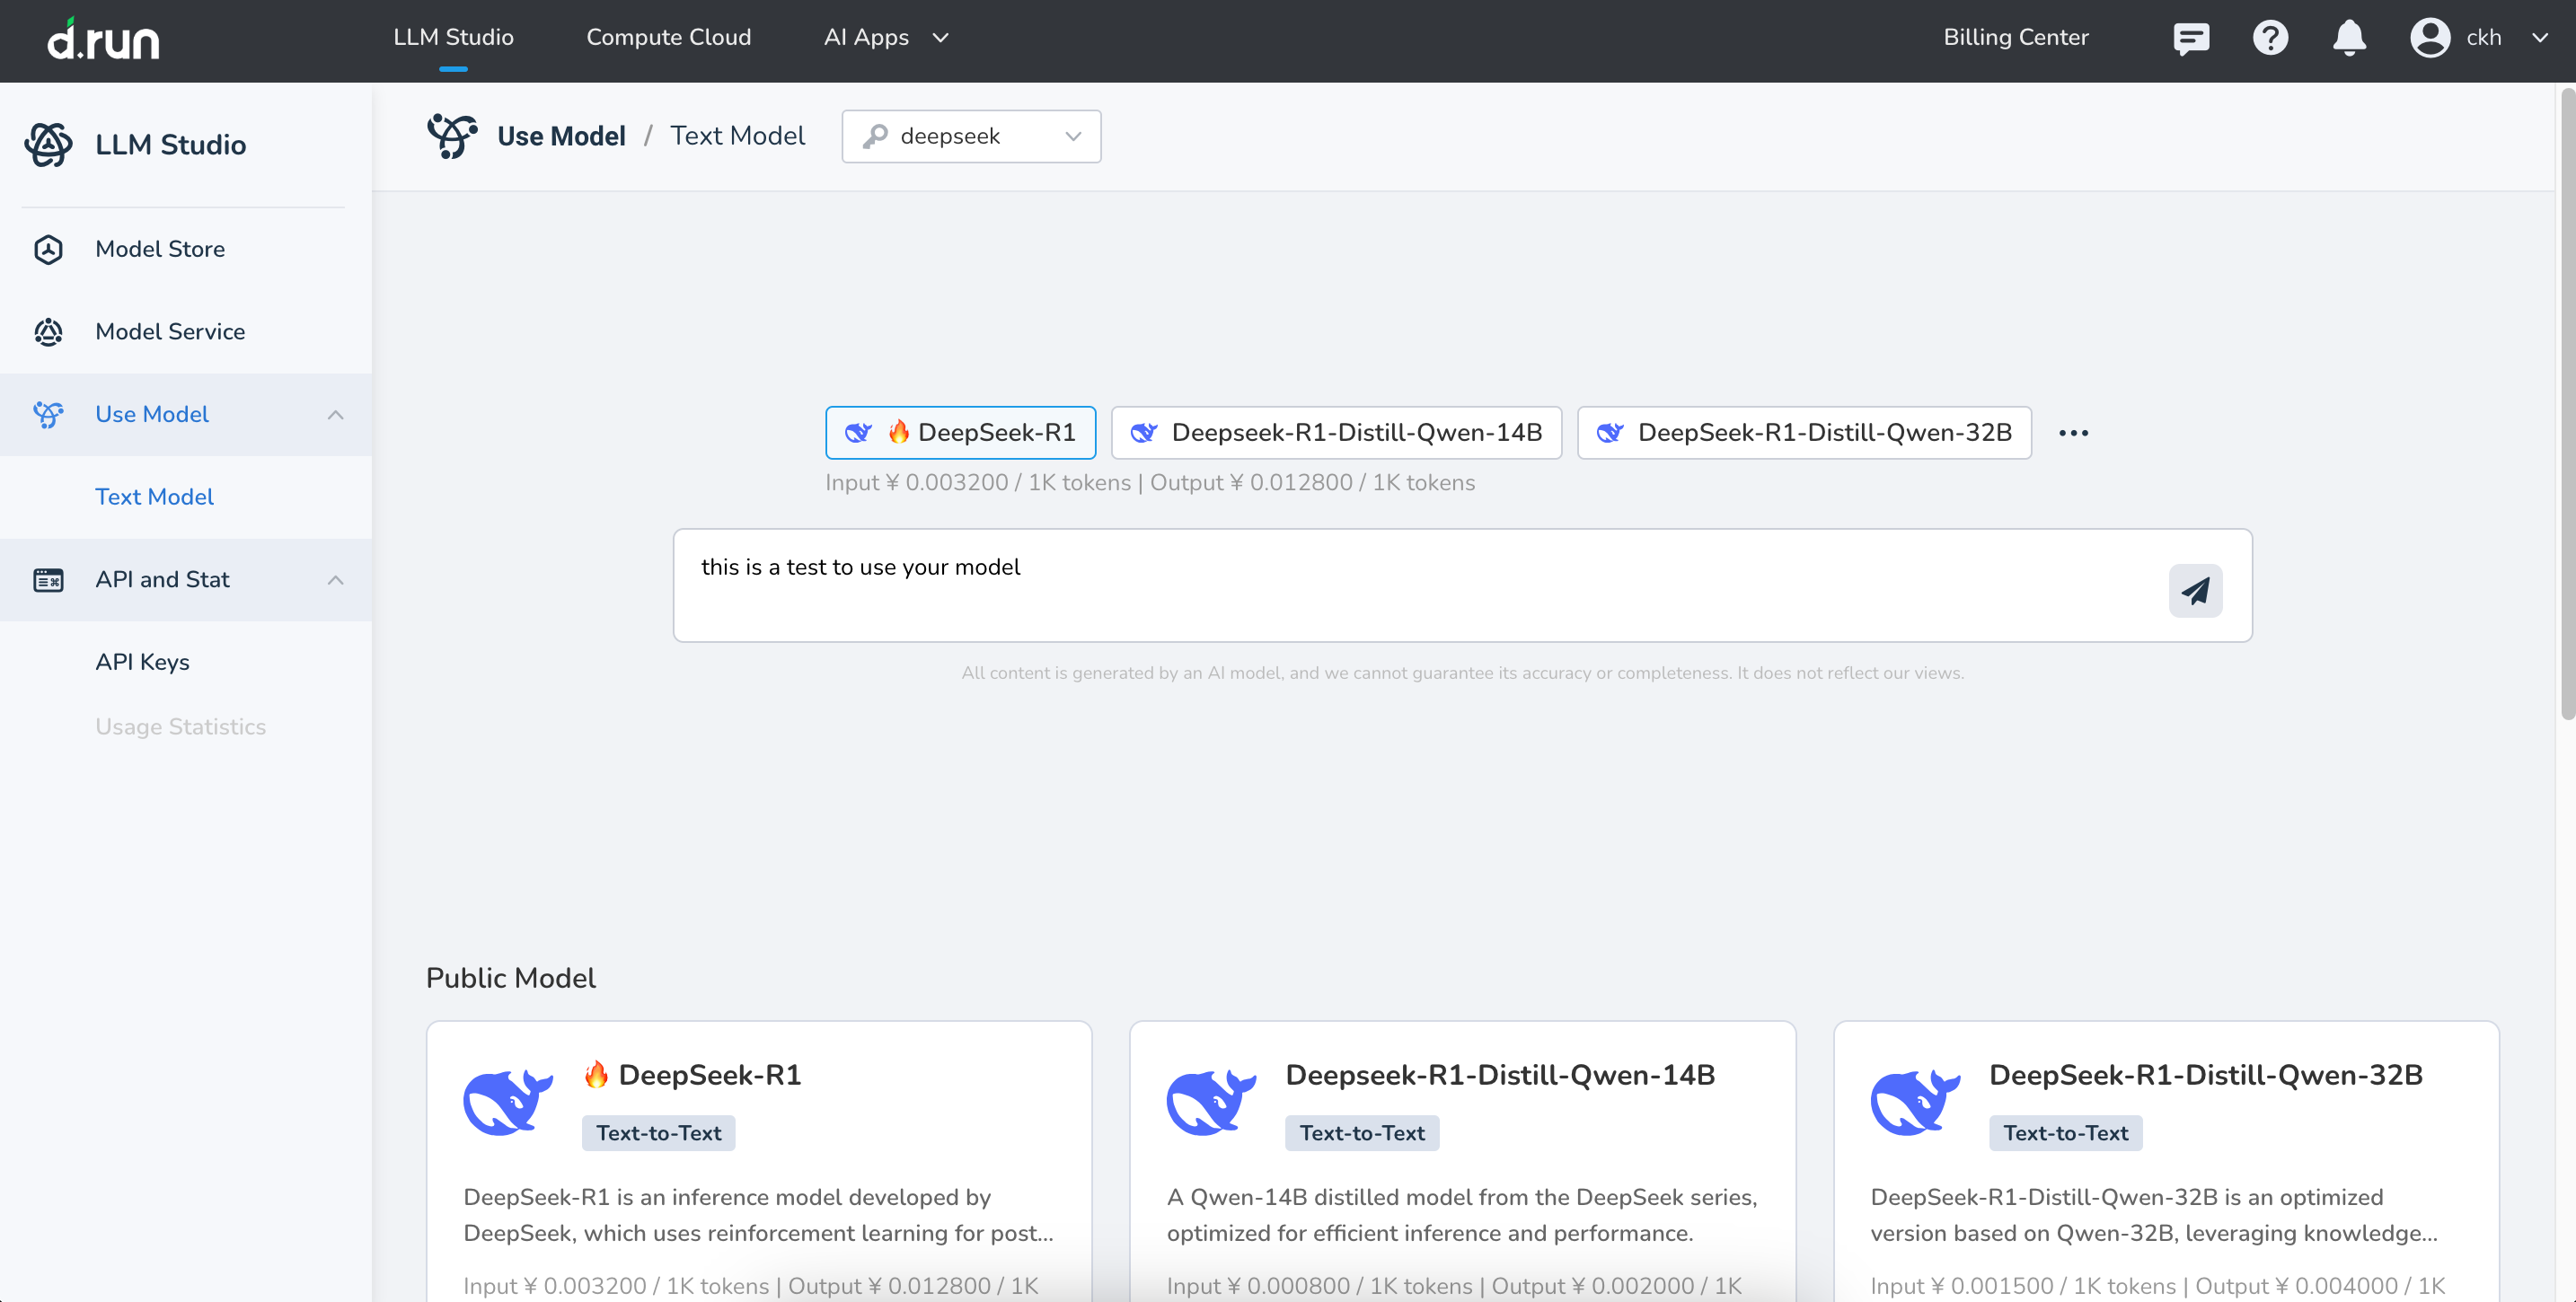 d.run
LLM Studio
Compute Cloud
AI Apps
Billing Center
ckh
LLM Studio
Model Store
Model Service
Use Model
Text Model
API and Stat
API Keys
Usage Statistics
Use Model / Text Model
deepseek
🔥 DeepSeek-R1
Deepseek-R1-Distill-Qwen-14B
DeepSeek-R1-Distill-Qwen-32B
Input ¥ 0.003200 / 1K tokens | Output ¥ 0.012800 / 1K tokens
this is a test to use your model
All content is generated by an AI model, and we cannot guarantee its accuracy or completeness. It does not reflect our views.
Public Model
🔥 DeepSeek-R1
Text-to-Text
DeepSeek-R1 is an inference model developed by
DeepSeek, which uses reinforcement learning for post...
Input ¥ 0.003200 / 1K tokens | Output ¥ 0.012800 / 1K
Deepseek-R1-Distill-Qwen-14B
Text-to-Text
A Qwen-14B distilled model from the DeepSeek series,
optimized for efficient inference and performance.
Input ¥ 0.000800 / 1K tokens | Output ¥ 0.002000 / 1K
DeepSeek-R1-Distill-Qwen-32B
Text-to-Text
DeepSeek-R1-Distill-Qwen-32B is an optimized
version based on Qwen-32B, leveraging knowledge...
Input ¥ 0.001500 / 1K tokens | Output ¥ 0.004000 / 1K